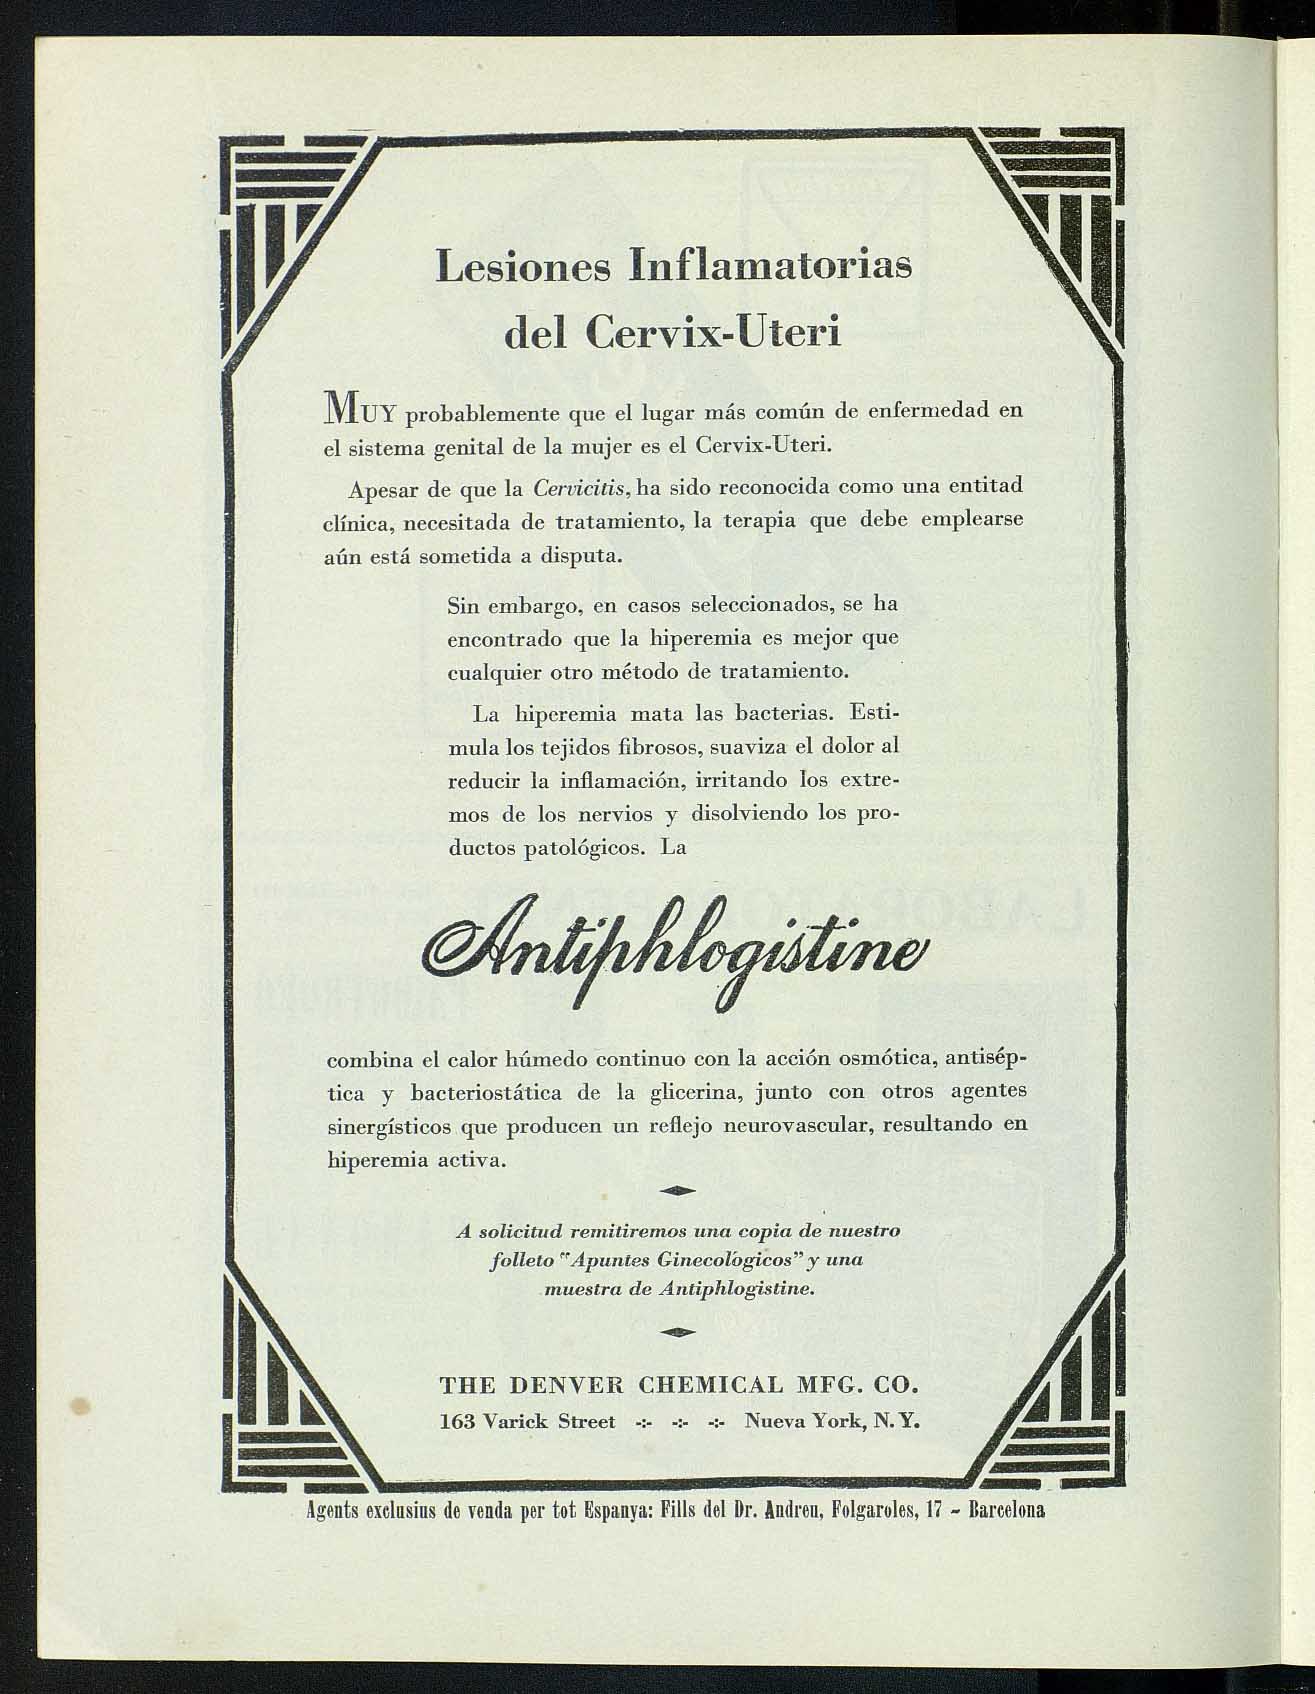 Lesiones Inflamatorias
del Cervix-Uteri
MUY probablemente que el lugar más común de enfermedad en
el sistema genital de la mujer es el Cervix-Uteri.
Apesar de que la Cervicitis, ha sido reconocida como una entitad
clínica, necesitada de tratamiento, la terapia que debe emplearse
aún está sometida a disputa.
Sin embargo, en casos seleccionados, se ha
encontrado que la hiperemia es mejor que
cualquier otro método de tratamiento.
La hiperemia mata las bacterias. Esti-
mula los tejidos fibrosos, suaviza el dolor al
reducir la inflamación, irritando los extre-
mos de los nervios y disolviendo los pro-
ductos patológicos. La
Antiphlogistine
combina el calor húmedo continuo con la acción osmótica, antisép-
tica y bacteriostática de la glicerina, junto con otros agentes
sinergísticos que producen un reflejo neurovascular, resultando en
hiperemia activa.
A solicitud remitiremos una copia de nuestro
folleto "Apuntes Ginecológicos" y una
muestra de Antiphlogistine.
THE DENVER CHEMICAL MFG. CO.
163 Varick Street -:- -:- -:- Nueva York, N. Y.
Agents exclusius de venda per tot Espanya: Fills del Dr. Andreu, Folgaroles, 17 - Barcelona